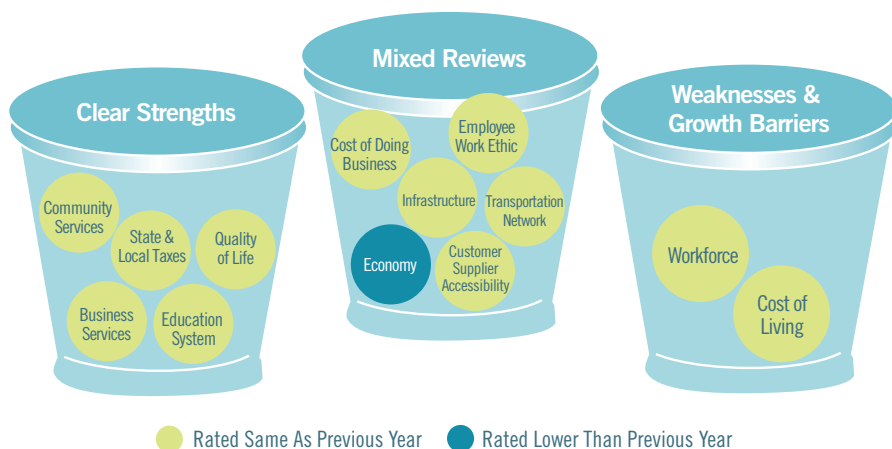 Clear Strengths
Community
Services
State &
Local Taxes
Quality
of Life
Business
Services
Education
System
Mixed Reviews
Cost of Doing
Business
Employee
Work Ethic
Infrastructure
Transportation
Network
Economy
Customer
Supplier
Accessibility
Weaknesses &
Growth Barriers
Workforce
Cost of
Living
Rated Same As Previous Year
Rated Lower Than Previous Year